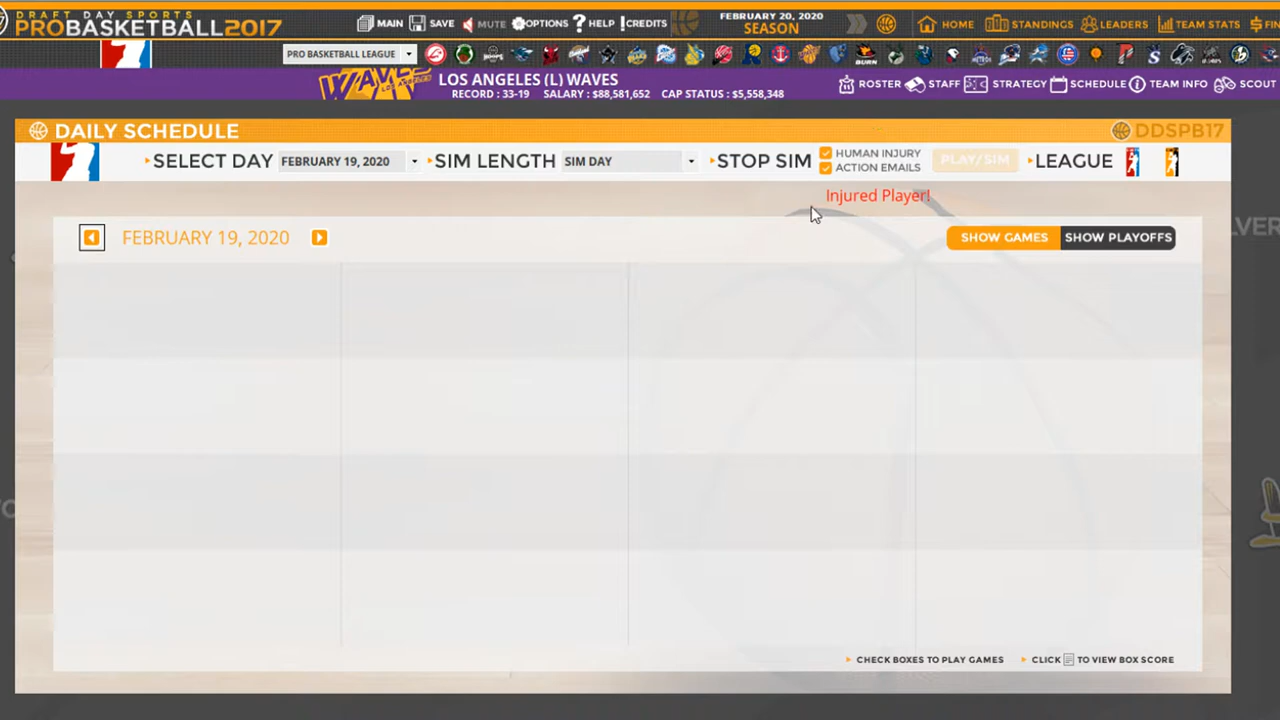 DRAFT DAY SPORTS
PROBASKETBALL2017
MAIN SAVE MUTE OPTIONS HELP CREDITS
FEBRUARY 20, 2020
SEASON
HOME STANDINGS LEADERS TEAM STATS FIN
PRO BASKETBALL LEAGUE
BURN
WAVES
LOS ANGELES (L) WAVES
RECORD : 33-19 SALARY : $88,581,652 CAP STATUS : $5,558,348
ROSTER STAFF STRATEGY SCHEDULE TEAM INFO SCOUT
DAILY SCHEDULE
DDSPB17
SELECT DAY FEBRUARY 19, 2020 SIM LENGTH SIM DAY STOP SIM
HUMAN INJURY
ACTION EMAILS
PLAY/SIM LEAGUE
Injured Player!
FEBRUARY 19, 2020
SHOW GAMES SHOW PLAYOFFS
CHECK BOXES TO PLAY GAMES CLICK TO VIEW BOX SCORE